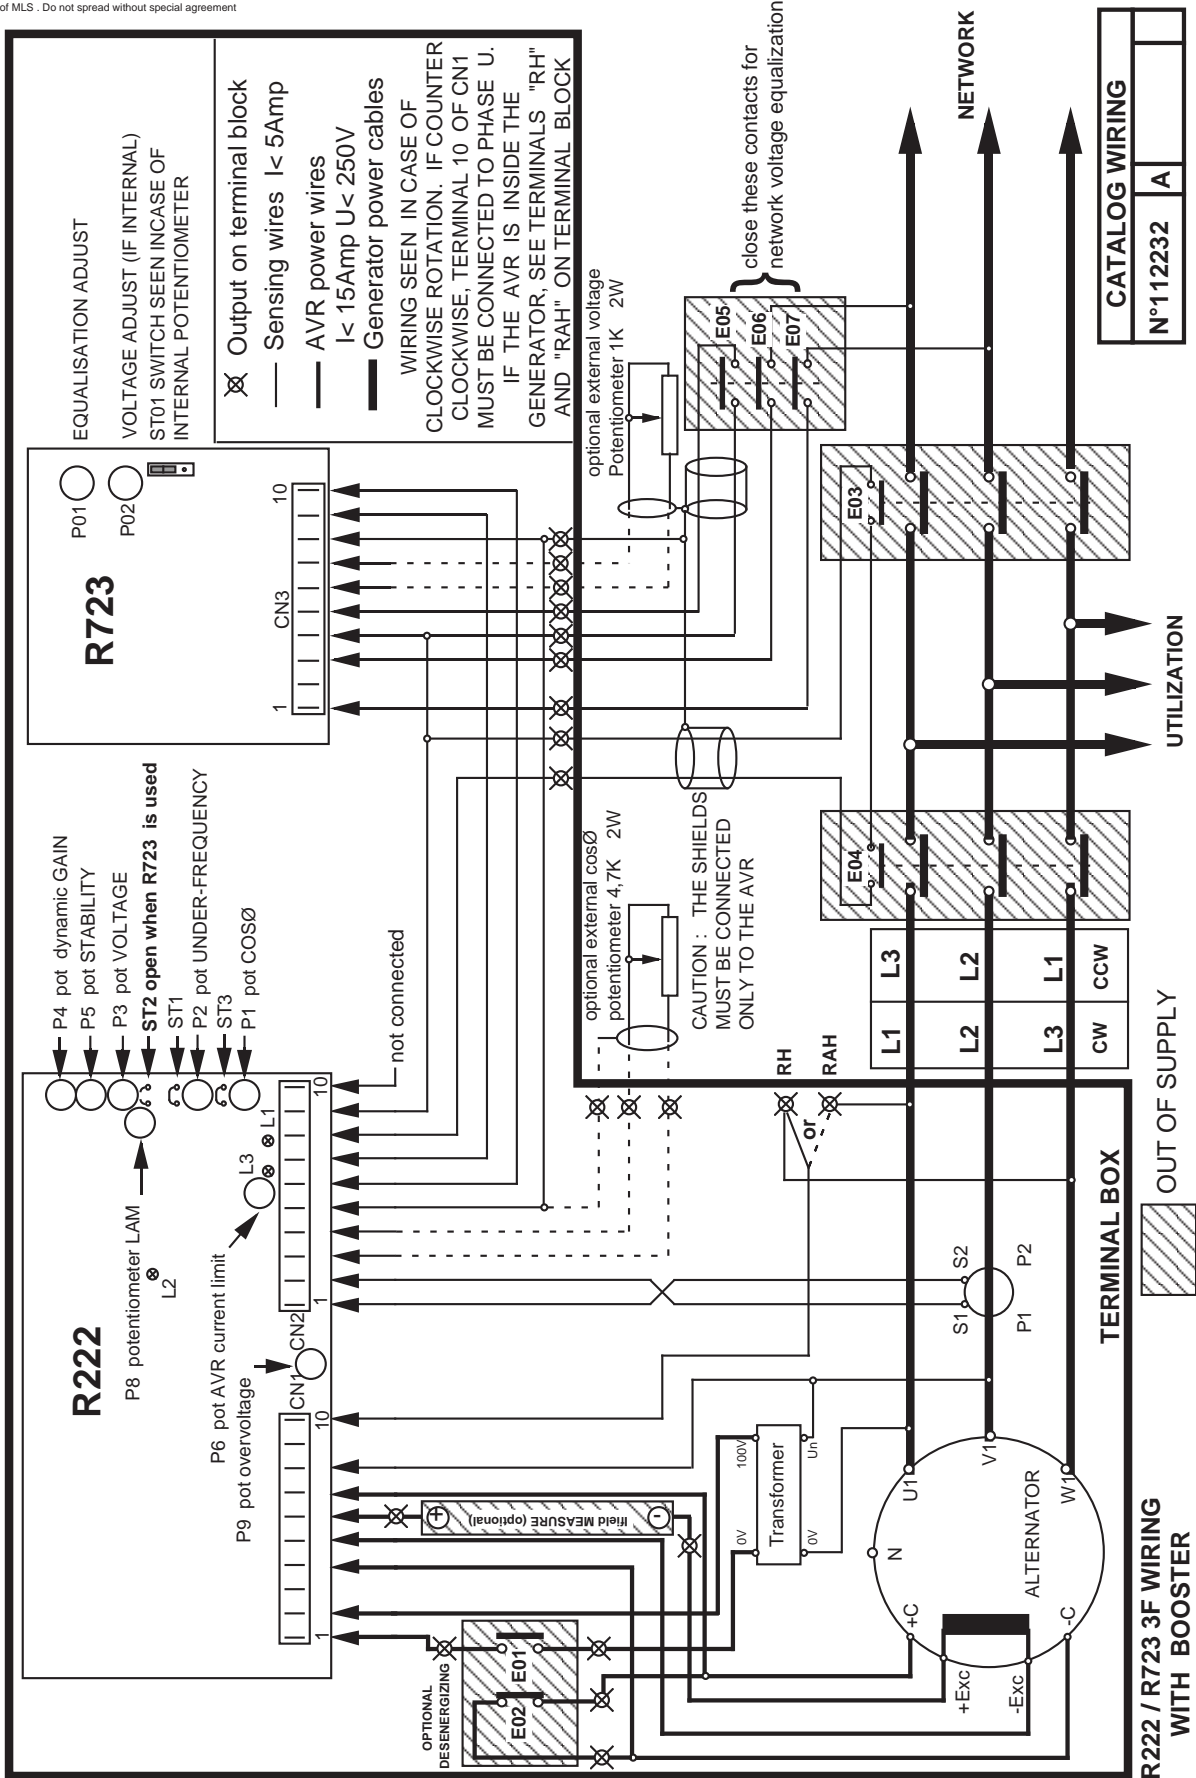 of MLS . Do not spread without special agreement
R222
P4 pot dynamic GAIN
P5 pot STABILITY
P3 pot VOLTAGE
ST2 open when R723 is used
ST1
P2 pot UNDER-FREQUENCY
ST3
P1 pot COSØ
P8 potentiometer LAM
L2
L3
L1
P6 pot AVR current limit
P9 pot overvoltage
CN1
CN2
1
10
1
10
not connected
R723
P01
P02
EQUALISATION ADJUST
VOLTAGE ADJUST (IF INTERNAL)
ST01 SWITCH SEEN INCASE OF
INTERNAL POTENTIOMETER
CN3
1
10
Output on terminal block
Sensing wires I< 5Amp
AVR power wires
I< 15Amp U< 250V
Generator power cables
WIRING SEEN IN CASE OF
CLOCKWISE ROTATION. IF COUNTER
CLOCKWISE, TERMINAL 10 OF CN1
MUST BE CONNECTED TO PHASE U.
IF THE AVR IS INSIDE THE
GENERATOR, SEE TERMINALS "RH"
AND "RAH" ON TERMINAL BLOCK
OPTIONAL
DESENERGIZING
E02
E01
+
Ifield MEASURE (optional)
-
0V
100V
Transformer
0V
Un
optional external cosØ
potentiometer 4,7K 2W
CAUTION : THE SHIELDS
MUST BE CONNECTED
ONLY TO THE AVR
optional external voltage
Potentiometer 1K 2W
E05
E06
E07
close these contacts for
network voltage equalization
RH
or
RAH
+C
N
U1
V1
W1
-C
ALTERNATOR
+Exc
-Exc
S1
S2
P1
P2
TERMINAL BOX
L1
L3
L2
L2
L3
L1
CW
CCW
E04
E03
UTILIZATION
NETWORK
OUT OF SUPPLY
R222 / R723 3F WIRING
WITH BOOSTER
CATALOG WIRING
N°112232
A